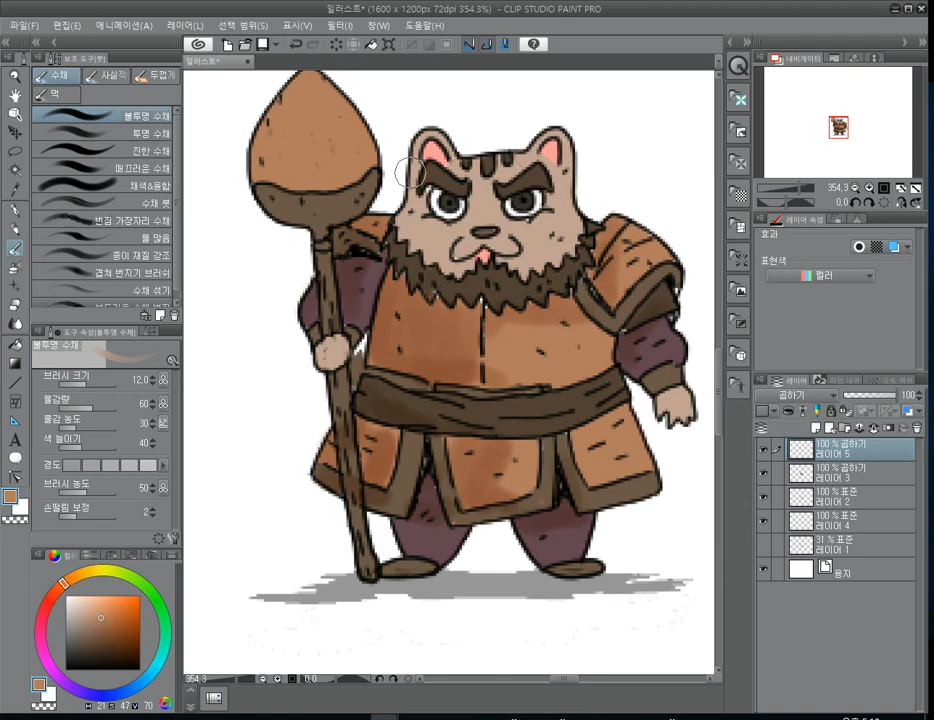 일러스트* (1600 x 1200px 72dpi 354.3%) - CLIP STUDIO PAINT PRO
파일(F) 편집(E) 애니메이션(A) 레이어(L) 선택 범위(S) 표시(V) 필터(I) 창(W) 도움말(H)
보조 도구(붓)
일러스트*
내비게이터
수채 사실적 두껍게
먹
불투명 수채
투명 수채
진한 수채
매끄러운 수채
채색&융합
수채 붓
번짐 가장자리 수채
물 많음
종이 재질 강조
겹쳐 번지기 브러쉬
수채 섞기
354.3
0.0
레이어 속성
효과
표현색
컬러
도구 속성(불투명 수채)
불투명 수채
브러시 크기 12.0
물감량 60
물감 농도 30
색 늘이기 40
경도
브러시 농도 50
손떨림 보정 2
레이어
곱하기 100
100 % 곱하기
레이어 5
100 % 곱하기
레이어 3
100 % 표준
레이어 2
100 % 표준
레이어 4
31 % 표준
레이어 1
용지
H 21 S 47 V 70
354.3 0.0